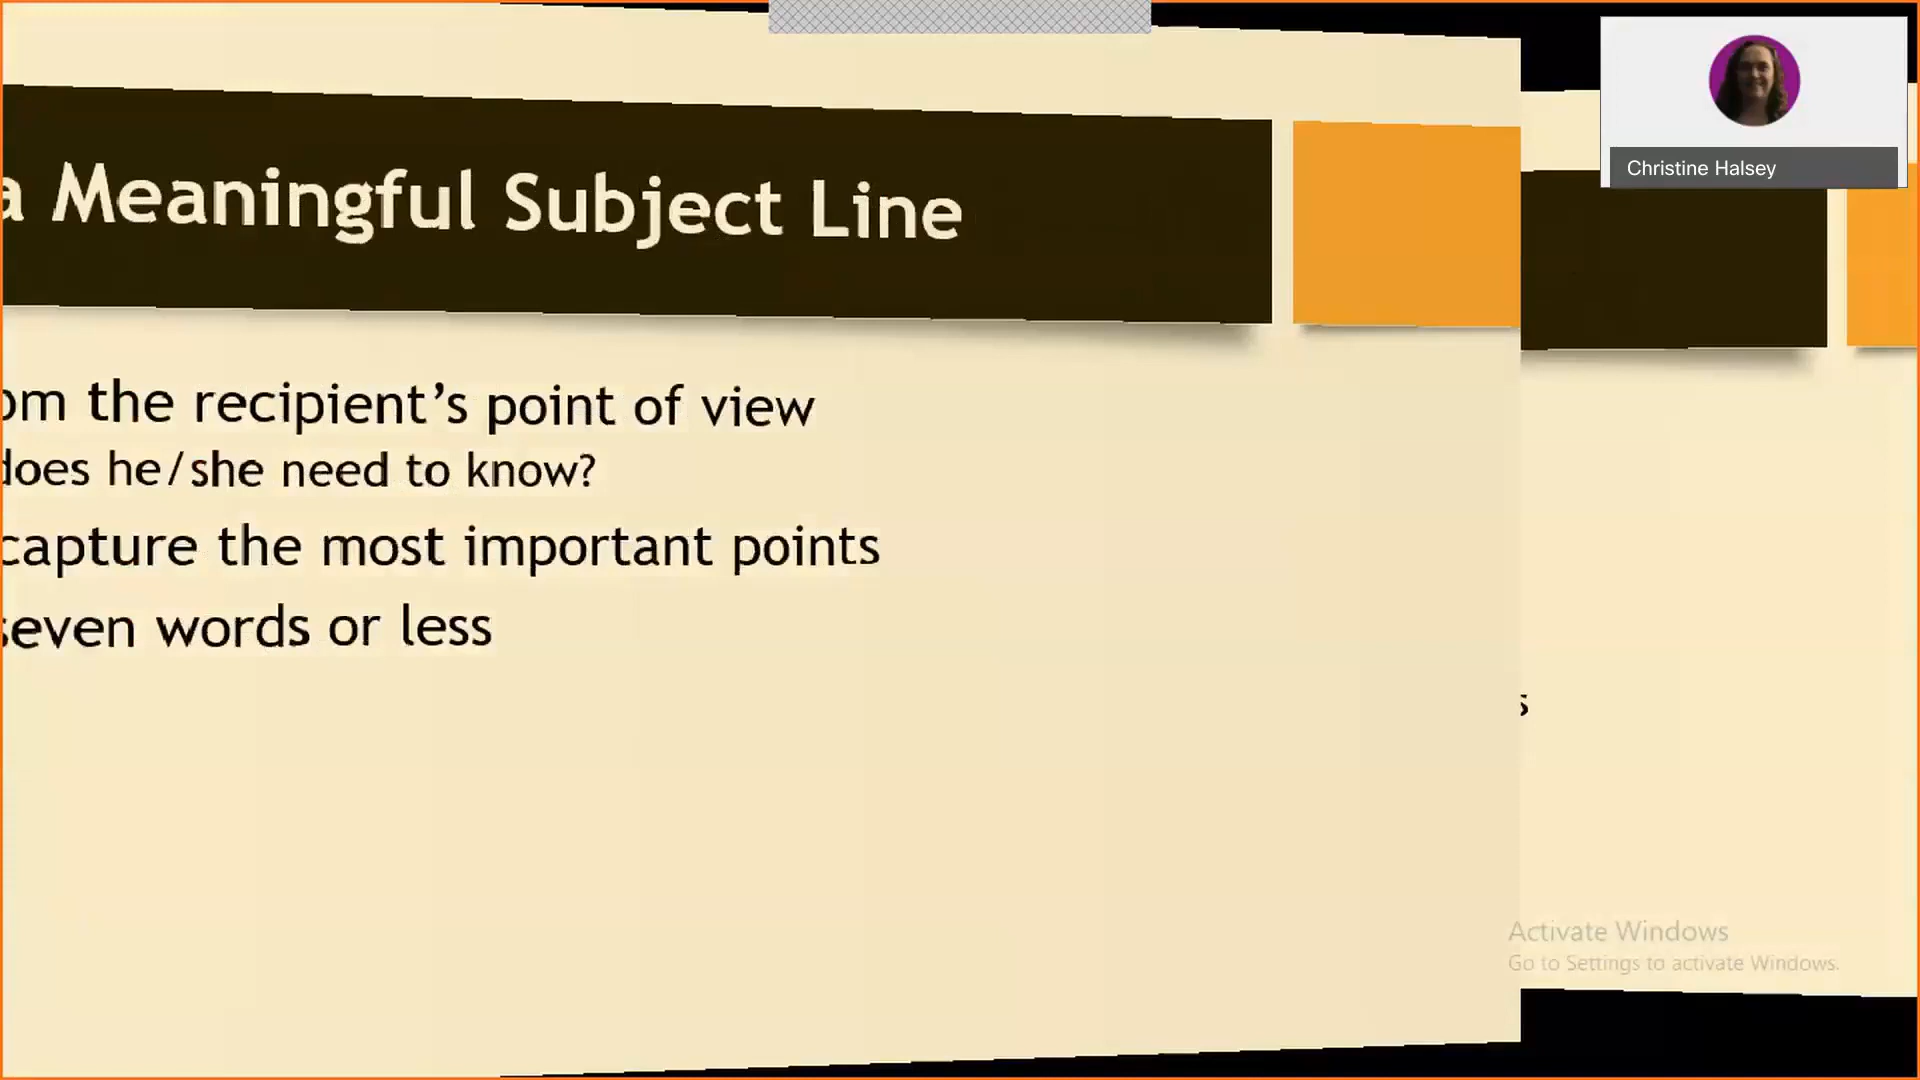 a Meaningful Subject Line
Christine Halsey
om the recipient’s point of view
does he/she need to know?
capture the most important points
seven words or less
s
Activate Windows
Go to Settings to activate Windows.